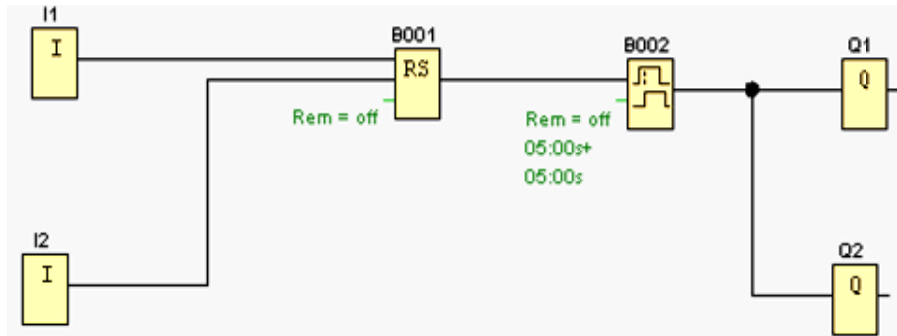 I1
I
B001
RS
Rem = off
B002
Rem = off
05:00s+
05:00s
Q1
Q
I2
I
Q2
Q